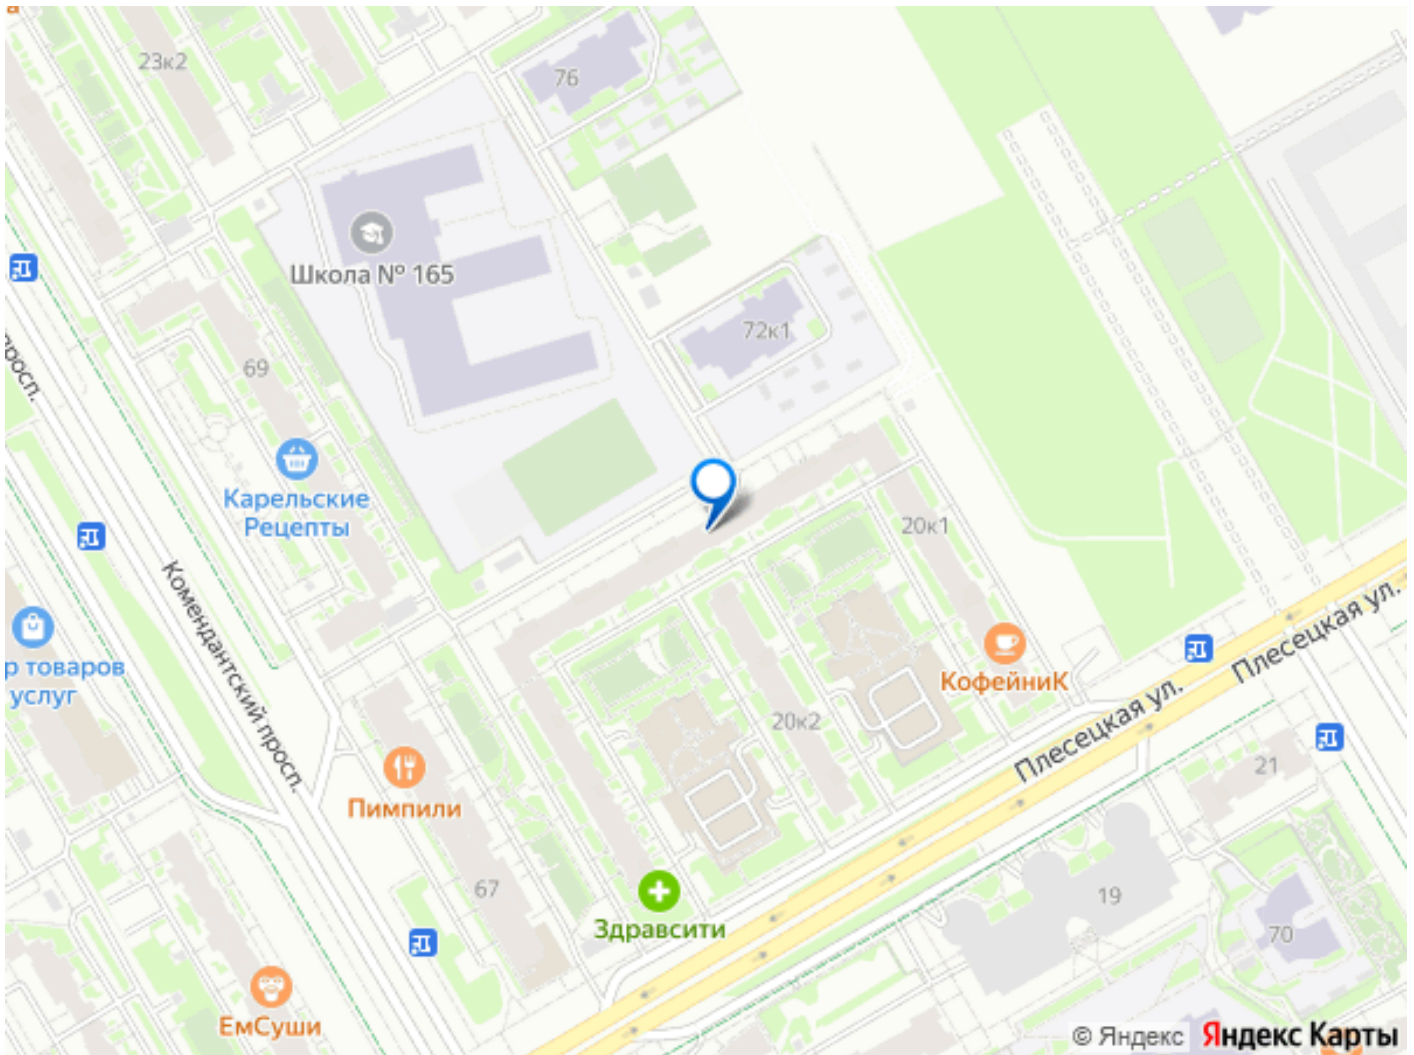 23к2
76
Школа № 165
72к1
просп.
69
Карельские
Рецепты
20к1
Комендантский просп.
р товаров
услуг
КофейниК
Плесецкая ул.
Плесецкая ул.
20к2
21
Пимпили
67
19
Здравсити
70
ЕмСуши
© Яндекс Яндекс Карты